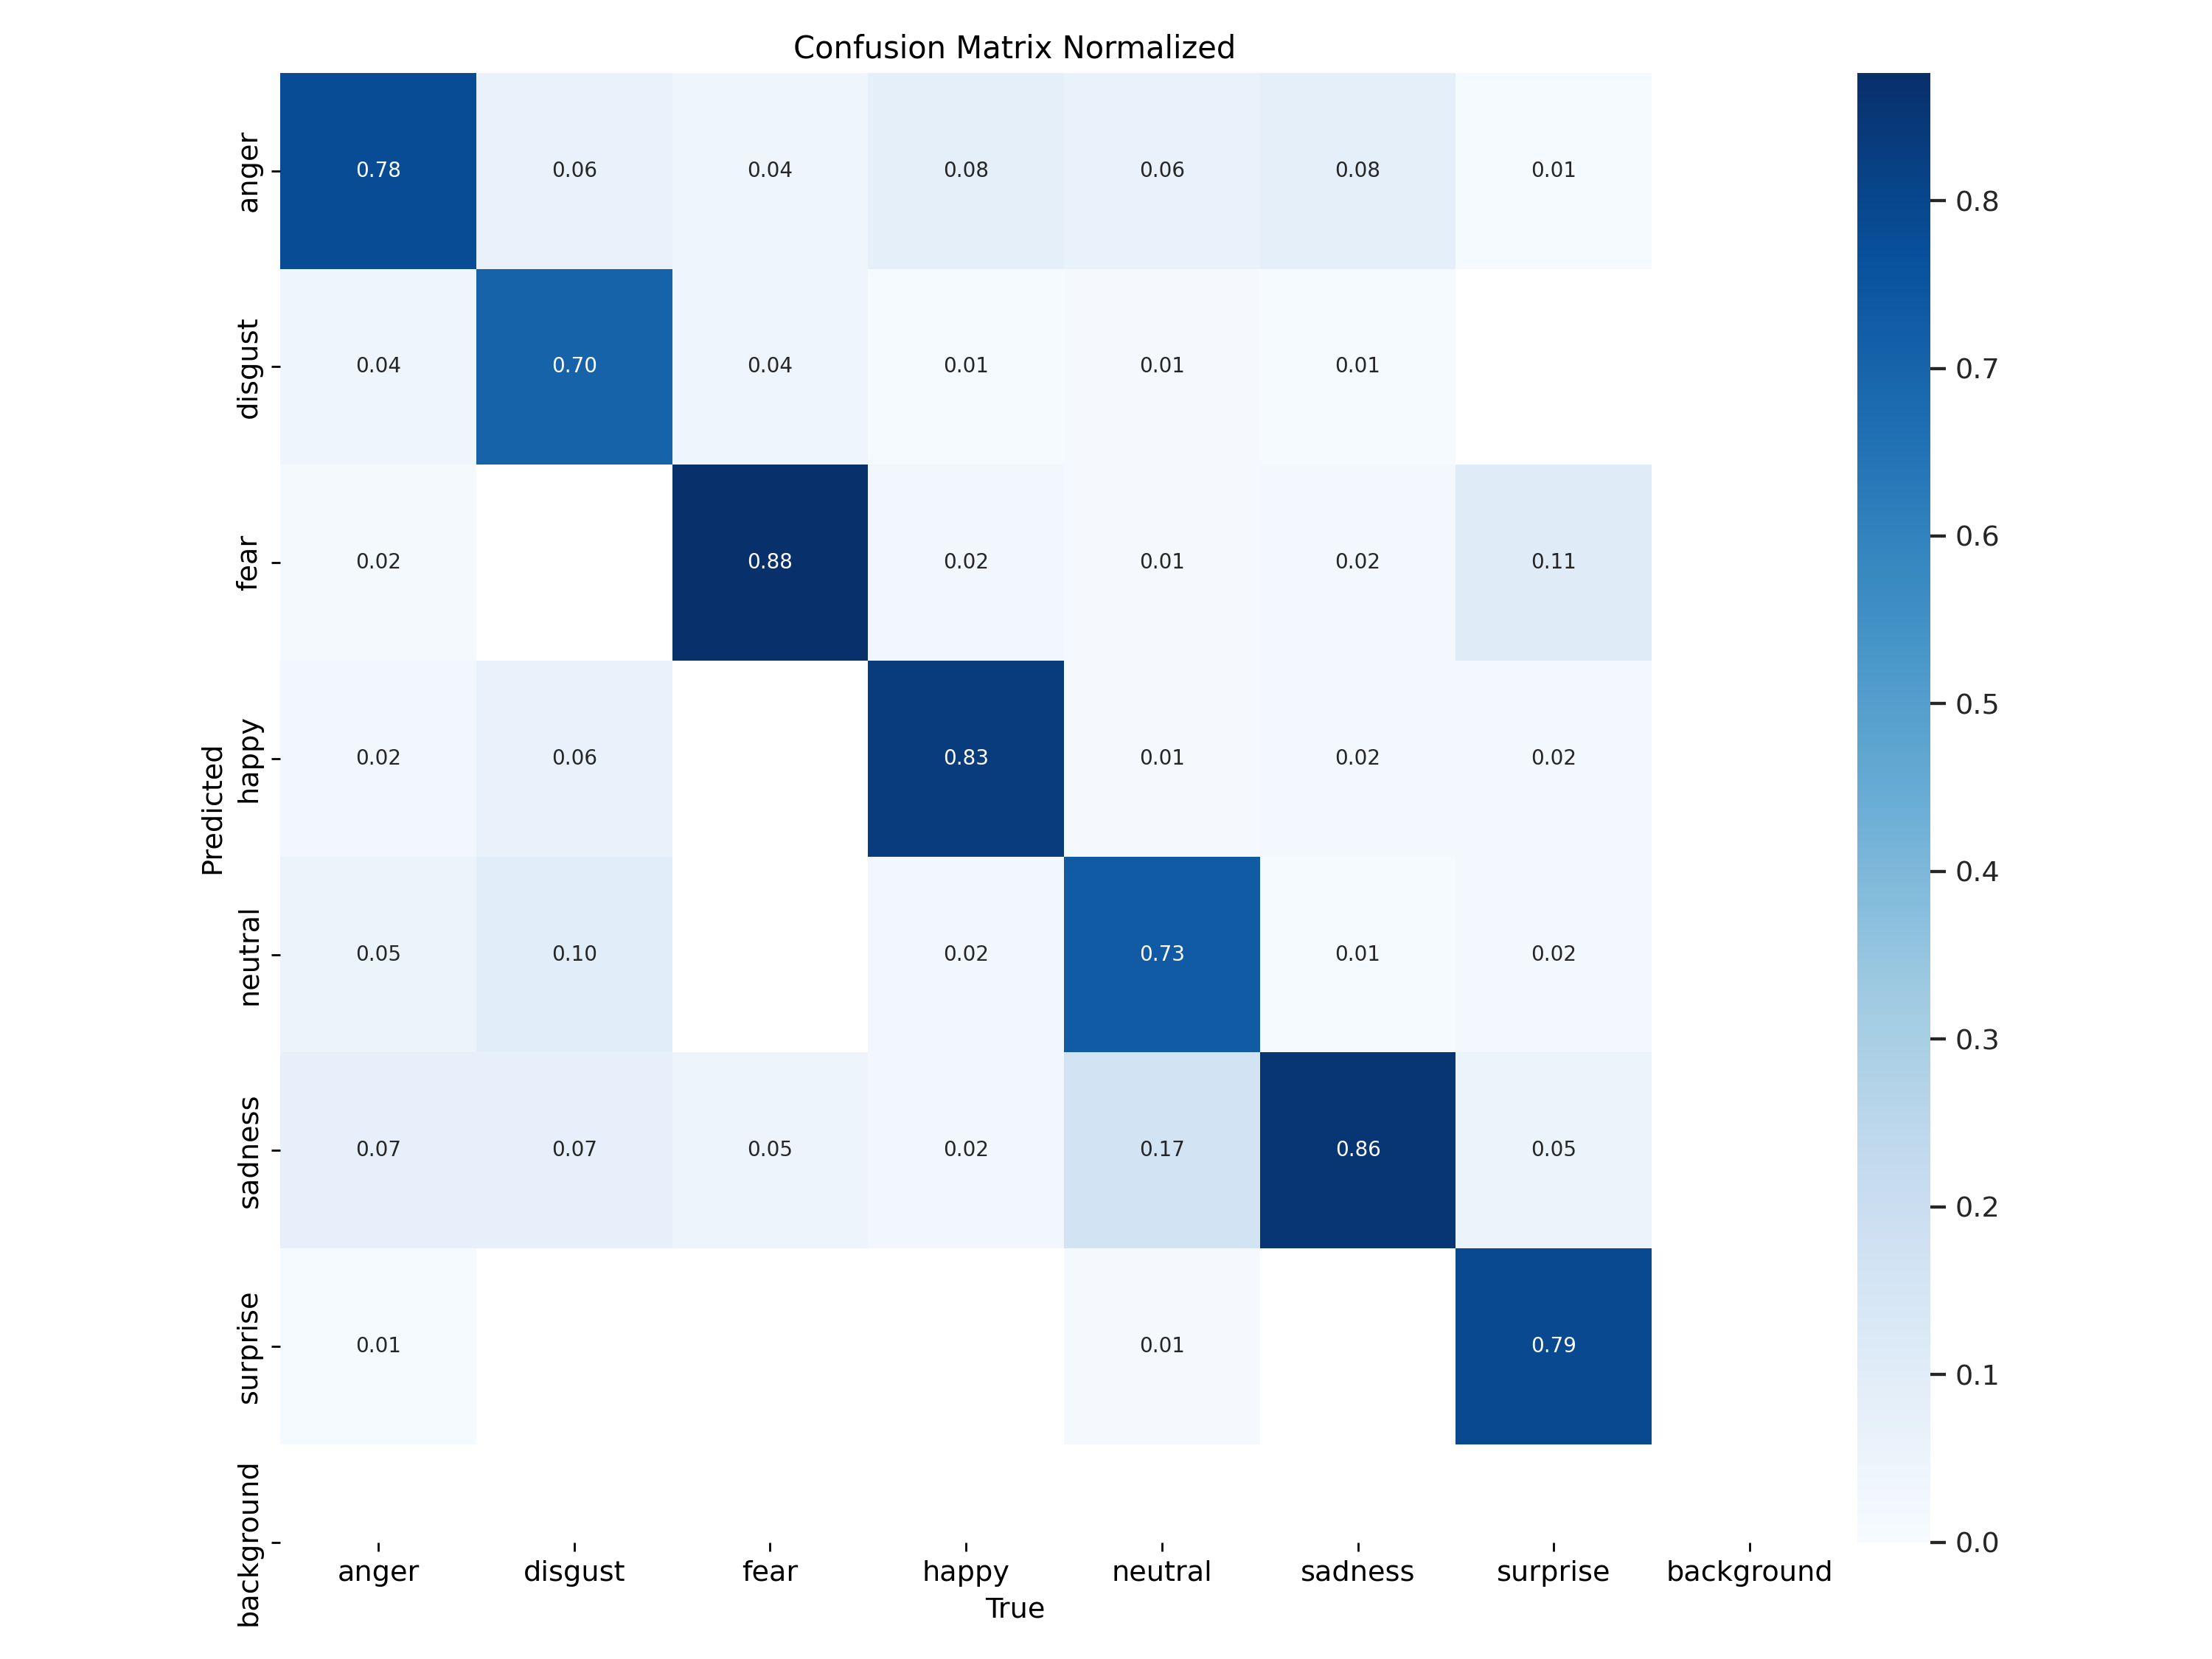 Confusion Matrix Normalized
anger 0.78 0.06 0.04 0.08 0.06 0.08 0.01
disgust 0.04 0.70 0.04 0.01 0.01 0.01
fear 0.02 0.88 0.02 0.01 0.02 0.11
happy 0.02 0.06 0.83 0.01 0.02 0.02
neutral 0.05 0.10 0.02 0.73 0.01 0.02
sadness 0.07 0.07 0.05 0.02 0.17 0.86 0.05
surprise 0.01 0.01 0.79
background
Predicted
anger disgust fear happy neutral sadness surprise background
True
0.8
0.7
0.6
0.5
0.4
0.3
0.2
0.1
0.0